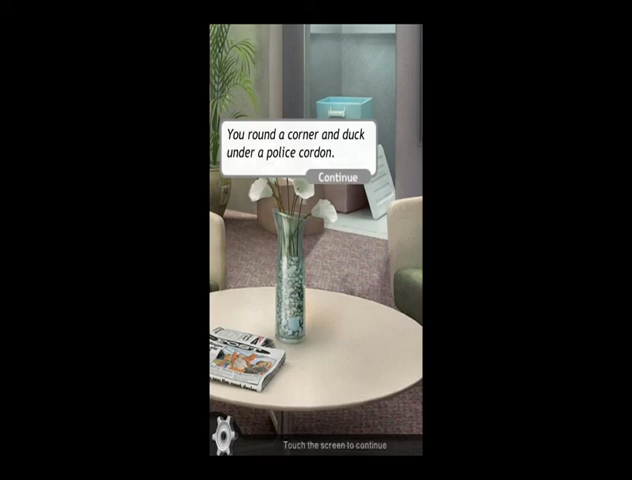 You round a corner and duck
under a police cordon.
Continue
Touch the screen to continue